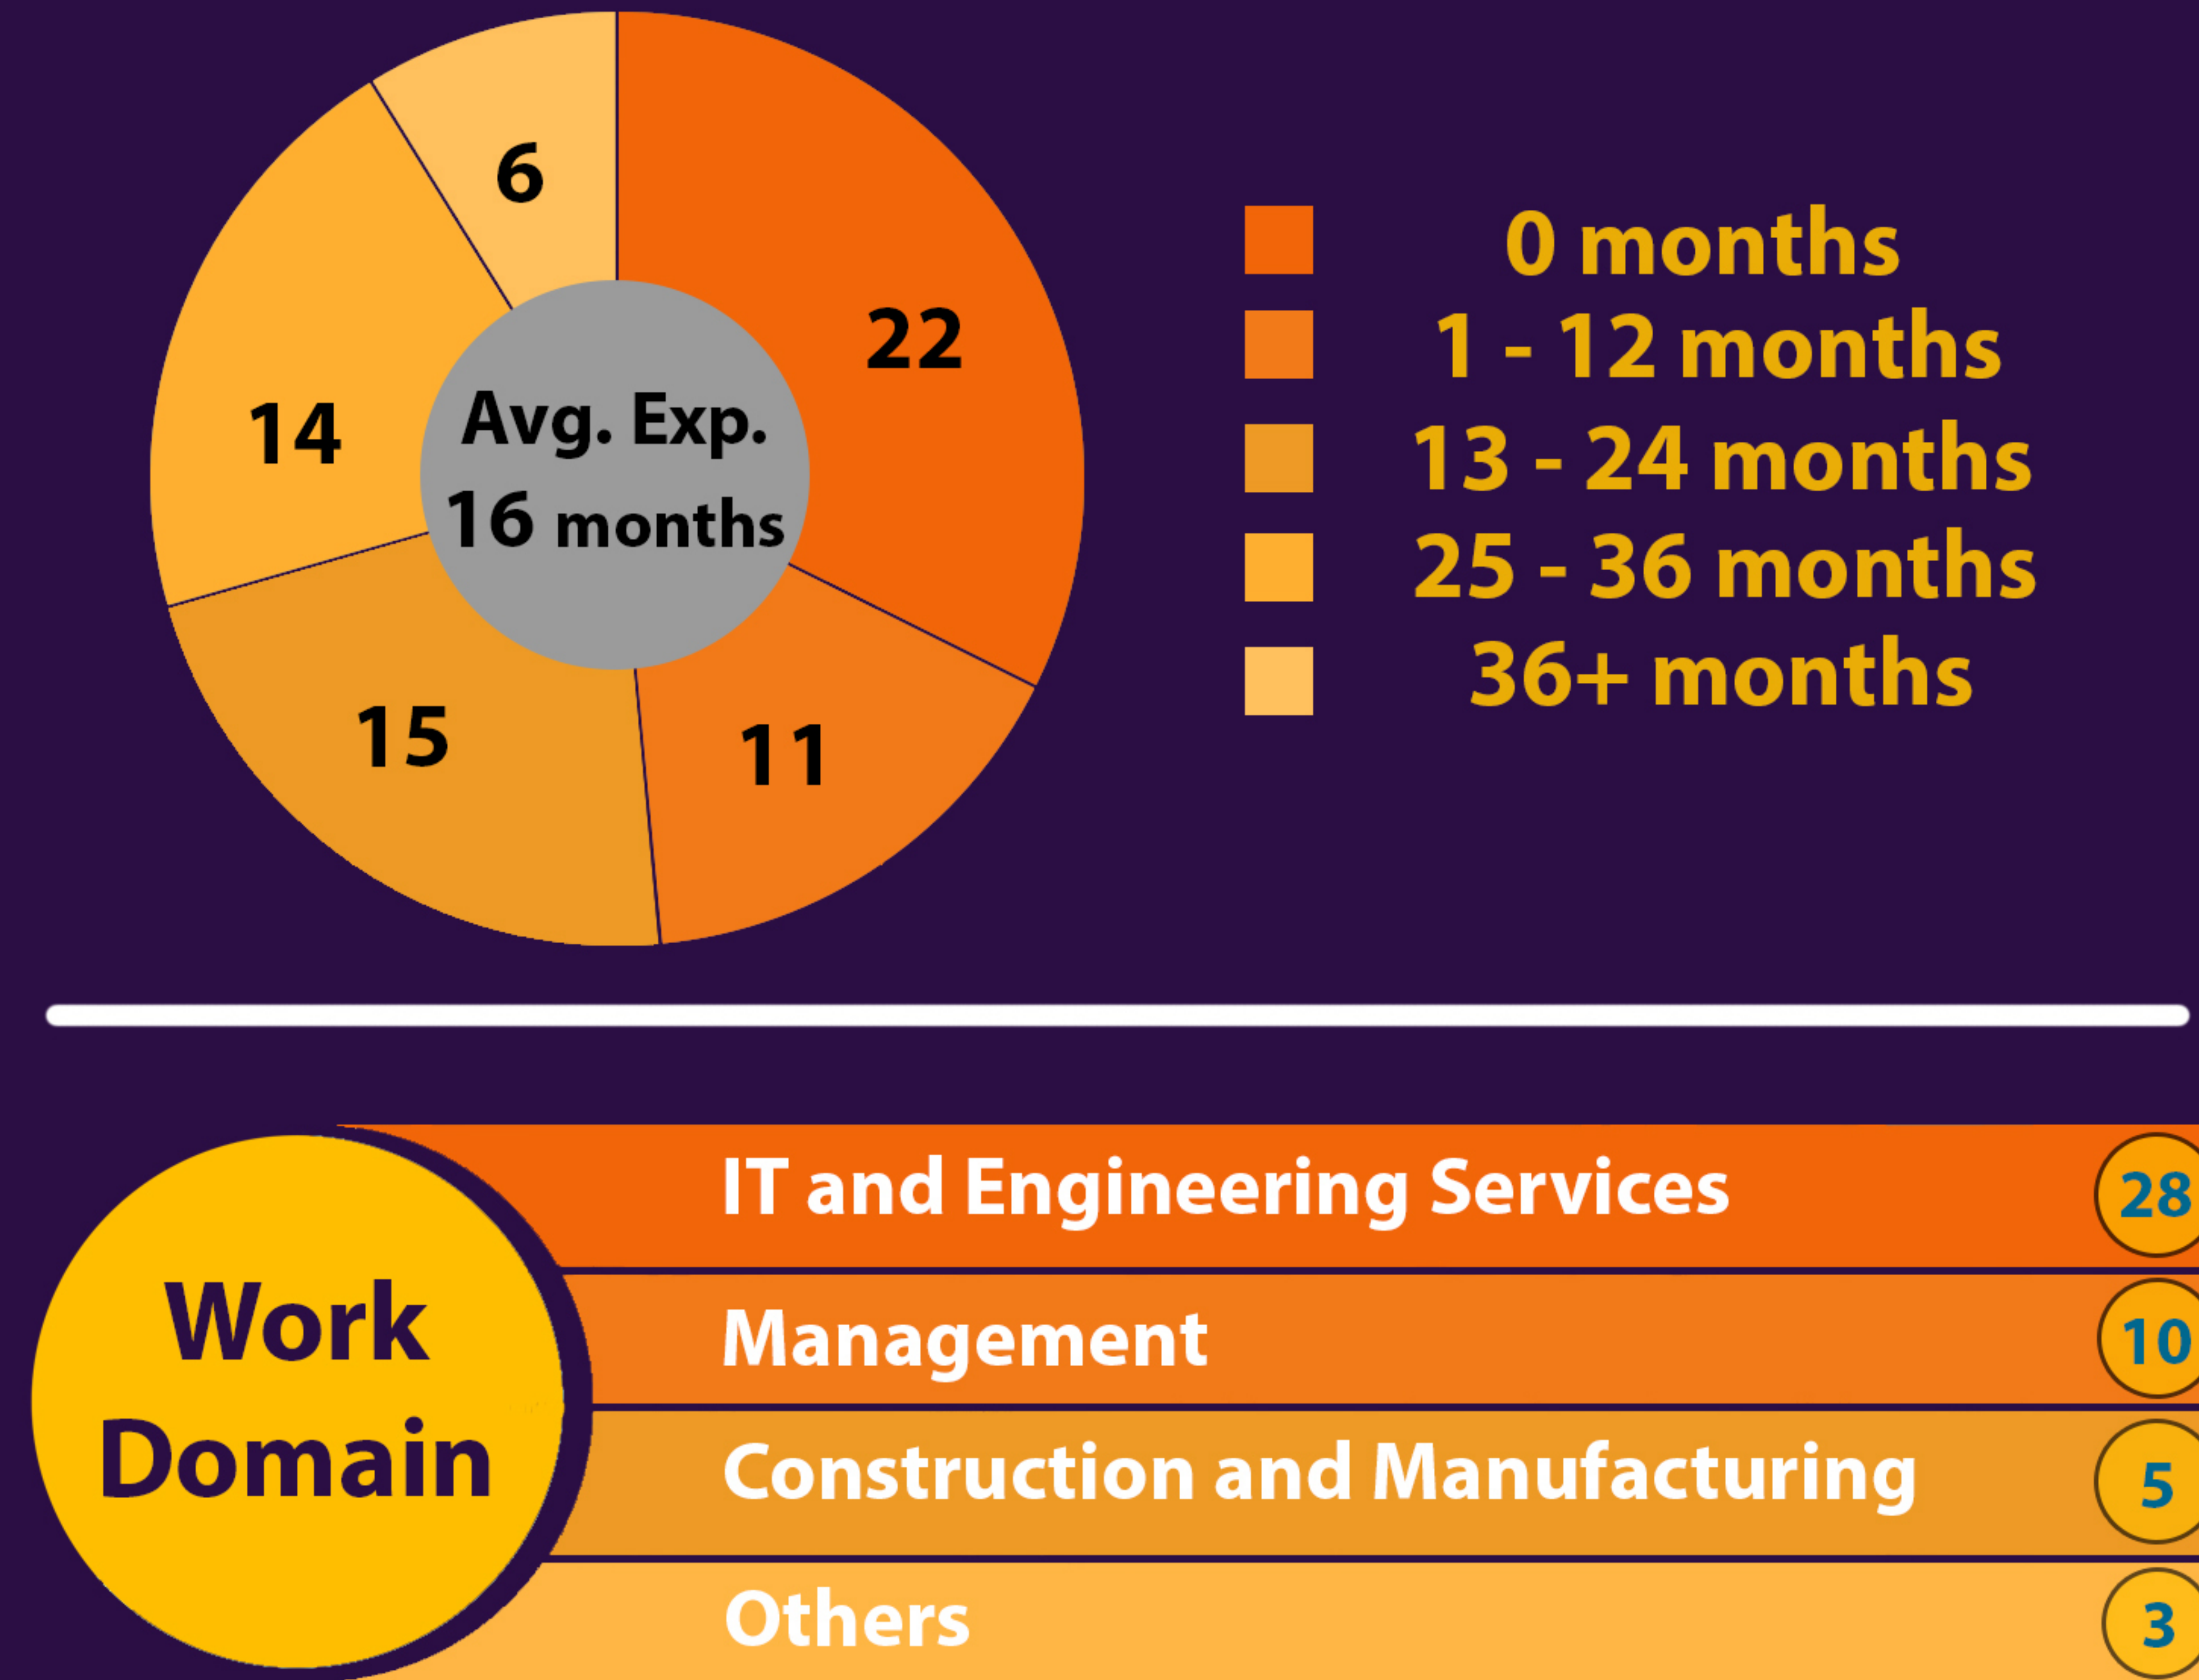 6
22
14
Avg. Exp.
16 months
15
11
0 months
1 - 12 months
13 - 24 months
25 - 36 months
36+ months
Work
Domain
IT and Engineering Services 28
Management 10
Construction and Manufacturing 5
Others 3